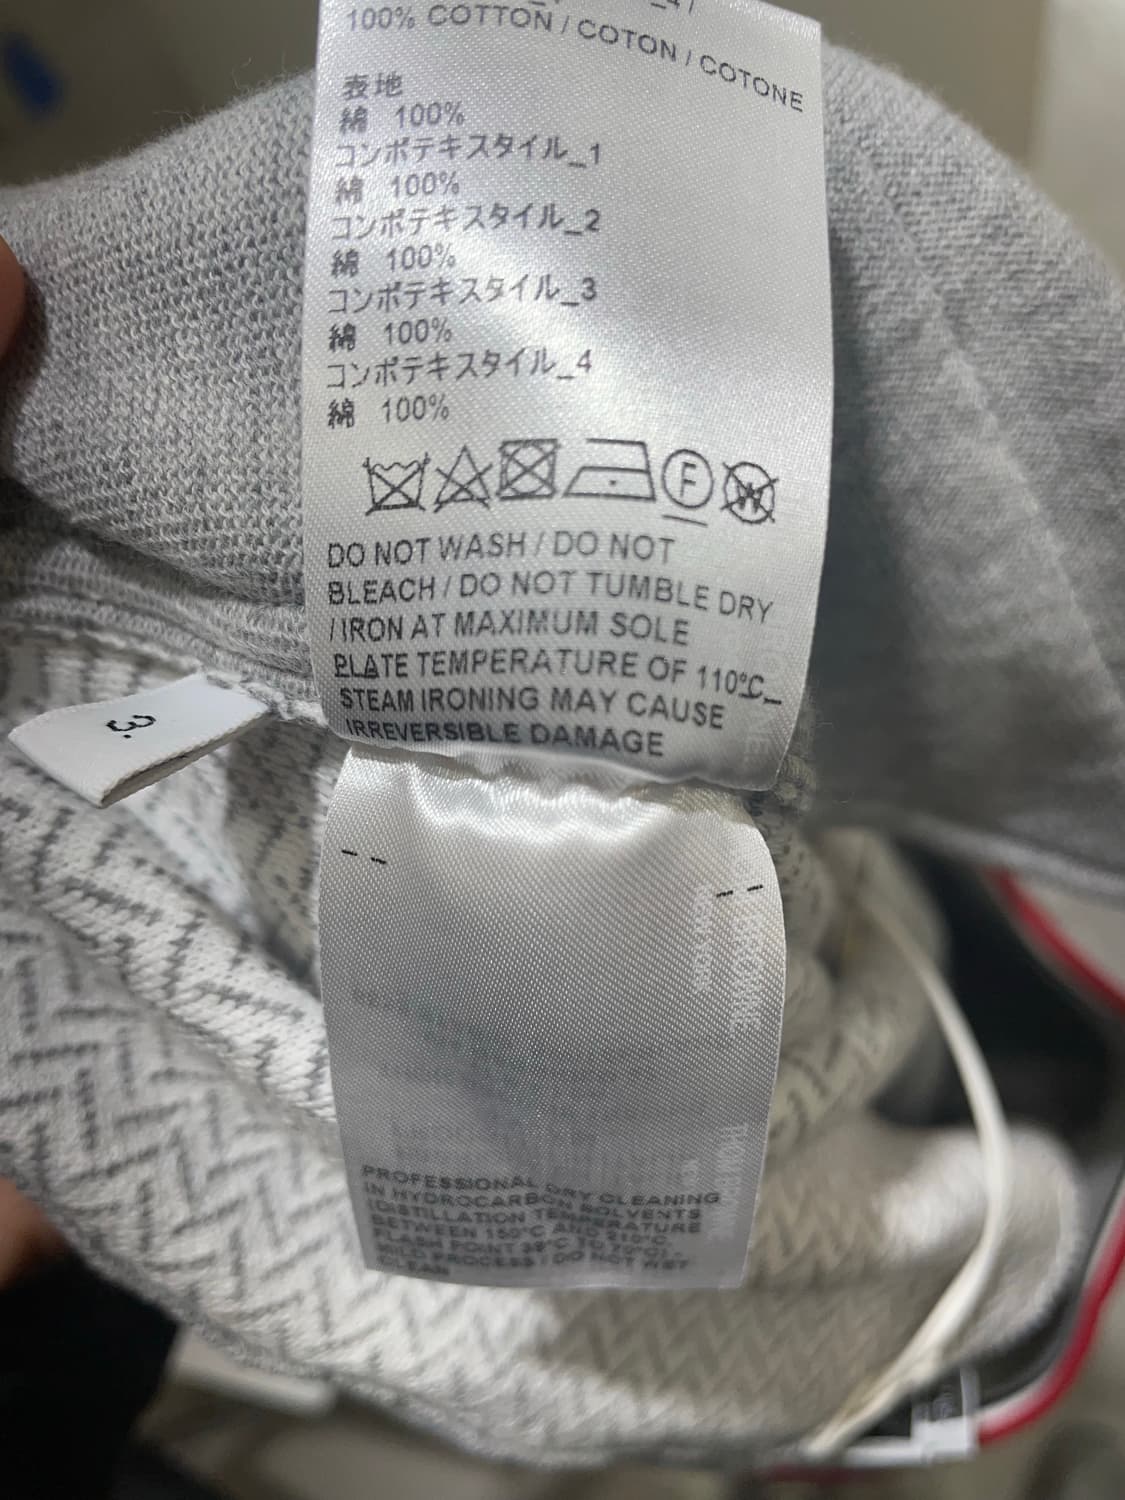 100% COTTON / COTON / COTONE
表地
綿 100%
コンポテキスタイル_1
綿 100%
コンポテキスタイル_2
綿 100%
コンポテキスタイル_3
綿 100%
コンポテキスタイル_4
綿 100%
F
W
DO NOT WASH / DO NOT
BLEACH / DO NOT TUMBLE DRY
/ IRON AT MAXIMUM SOLE
PLATE TEMPERATURE OF 110°C_
STEAM IRONING MAY CAUSE
IRREVERSIBLE DAMAGE
3.
-- --
PROFESSIONAL DRY CLEANING
IN HYDROCARBON SOLVENTS
(DISTILLATION TEMPERATURE
BETWEEN 150°C AND 210°C,
FLASH POINT 38°C TO
MILD PROCESS / DO NOT WET
CLEAN